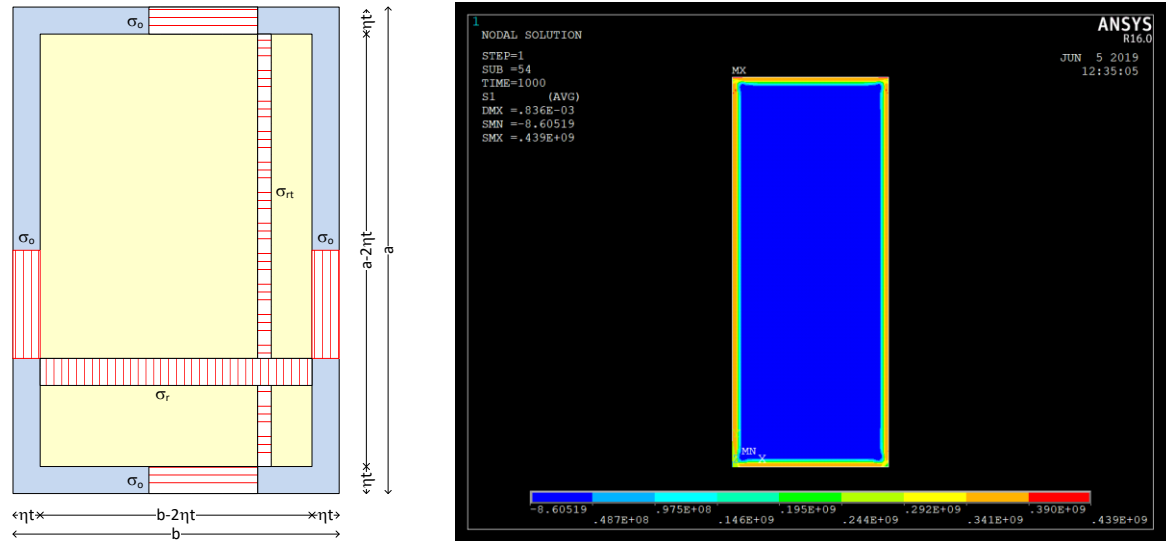 σo
ηt
σrt
a-2ηt
a
σo
σo
σr
σo
ηt
ηt
b-2ηt
ηt
b
1
NODAL SOLUTION
STEP=1
SUB =54
TIME=1000
S1 (AVG)
DMX =.836E-03
SMN =-8.60519
SMX =.439E+09
ANSYS
R16.0
JUN 5 2019
12:35:05
MX
MN
X
-8.60519 .975E+08 .195E+09 .292E+09 .390E+09
.487E+08 .146E+09 .244E+09 .341E+09 .439E+09